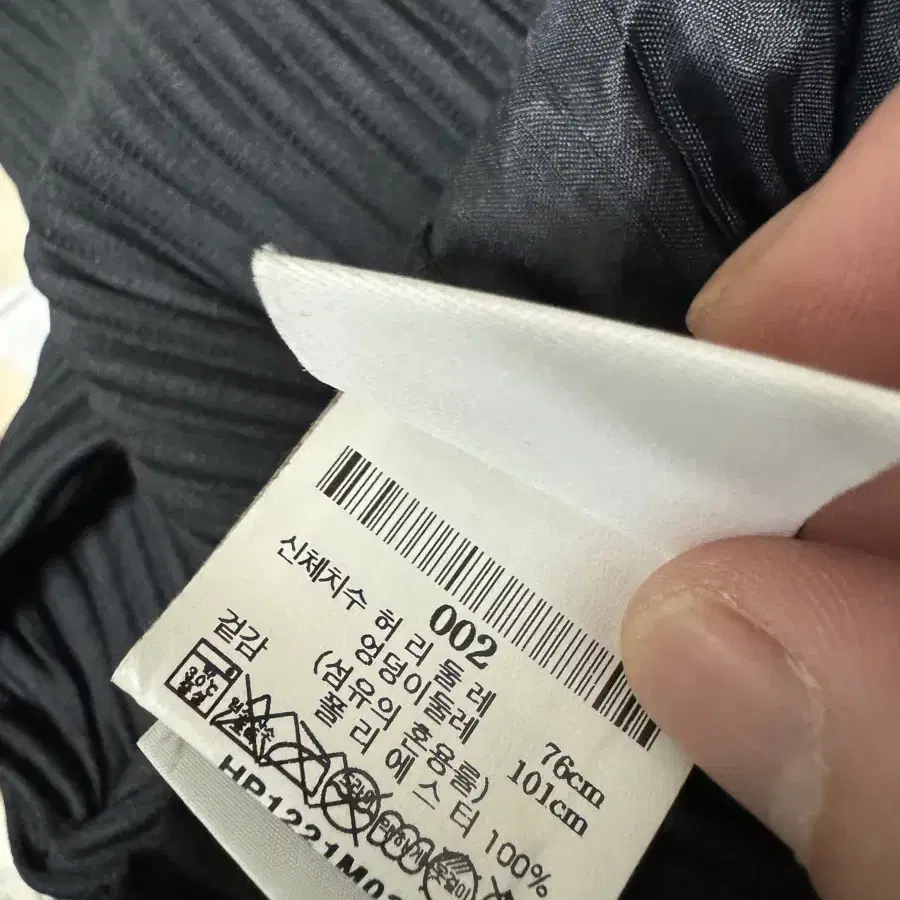 002
신체치수 허리둘레 76cm
엉덩이둘레 101cm
(섬유의 혼용률)
겉감 폴리에스터 100%